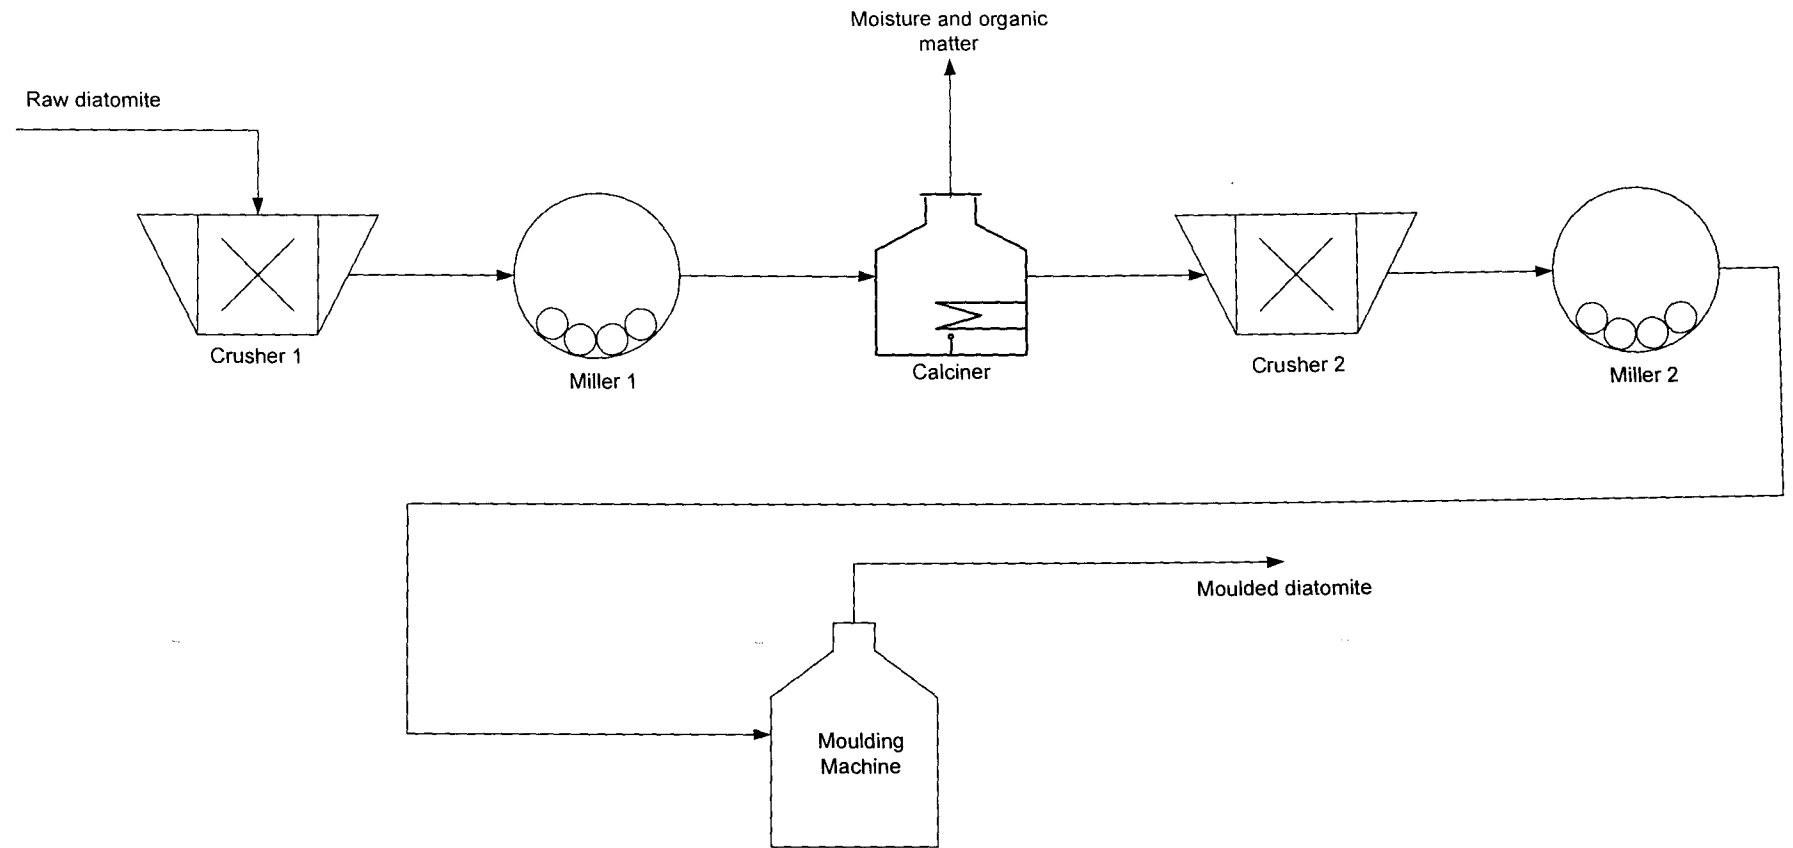 Moisture and organic
matter
Raw diatomite
Crusher 1
Miller 1
Calciner
Crusher 2
Miller 2
Moulded diatomite
Moulding
Machine